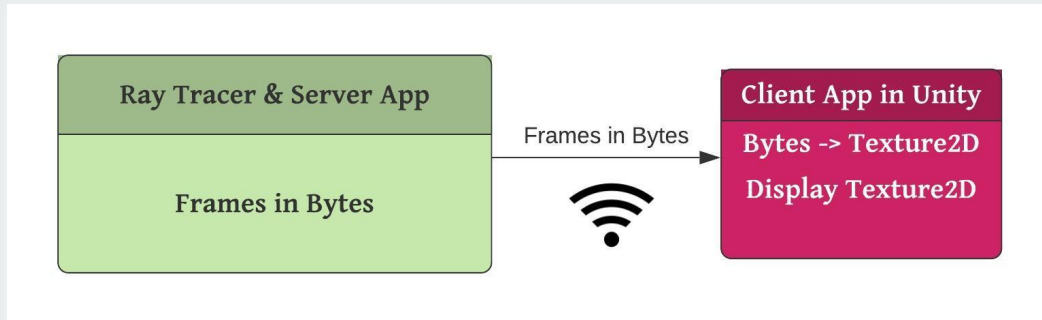 Ray Tracer & Server App
Frames in Bytes
Frames in Bytes
Client App in Unity
Bytes -> Texture2D
Display Texture2D